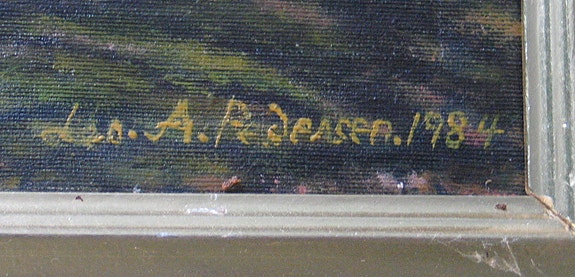 Leo. A. Pedersen. 1984